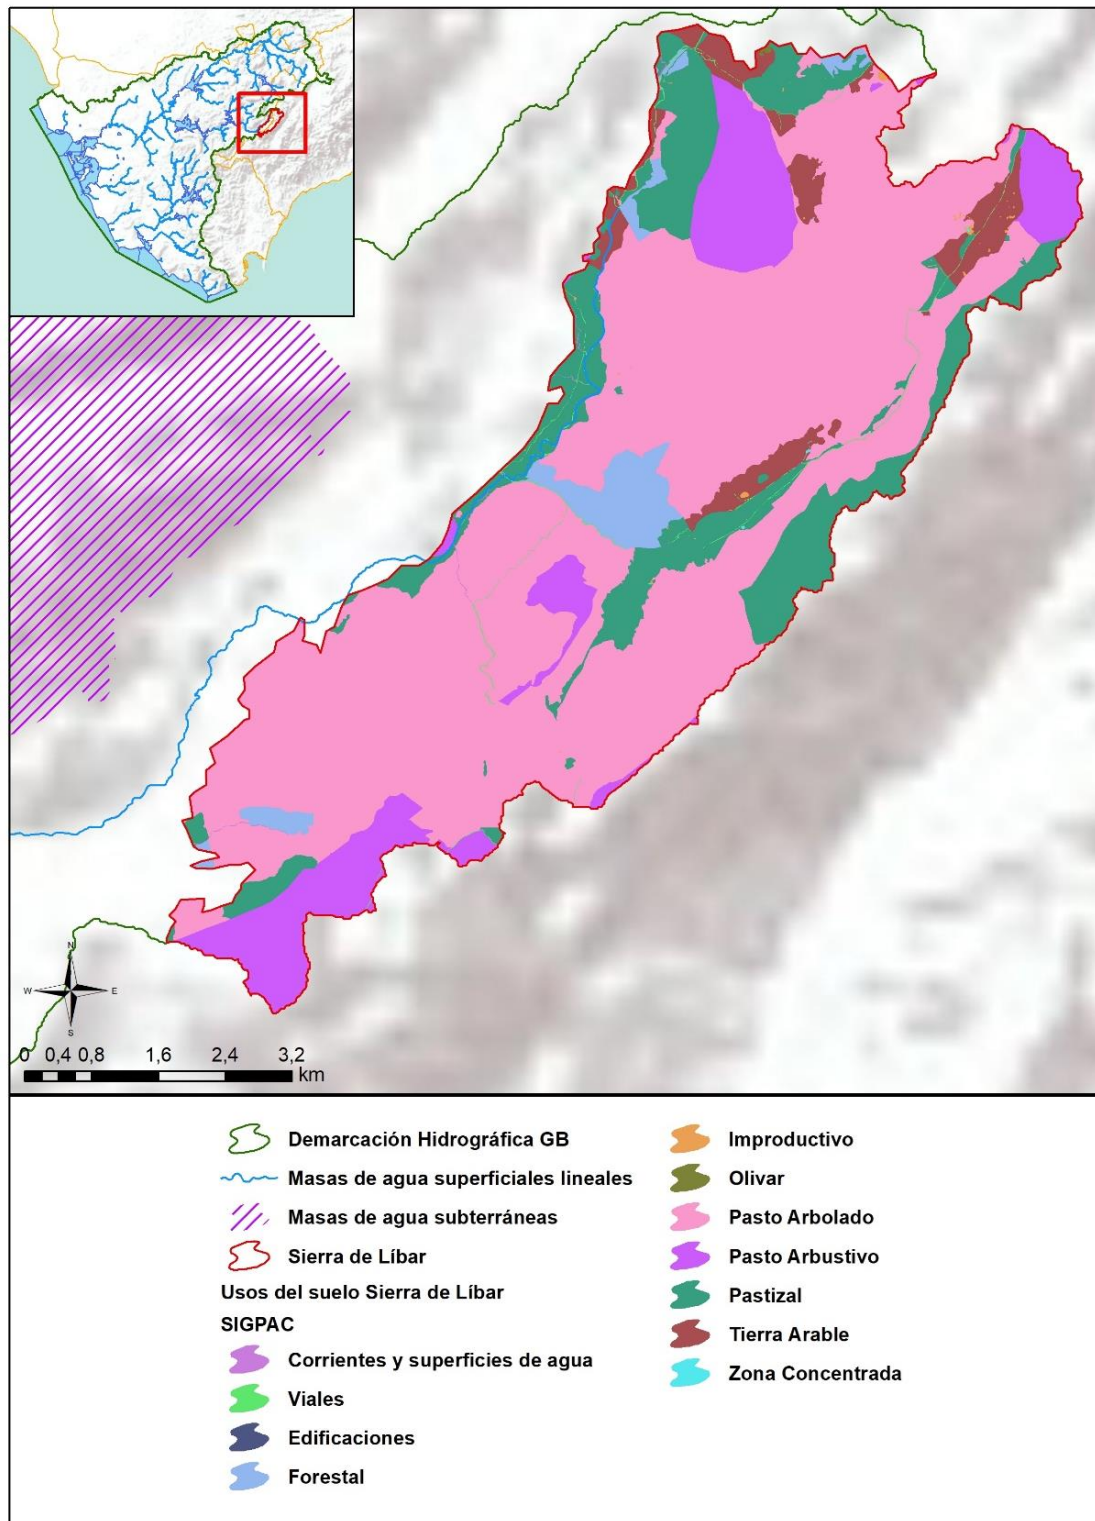 N
W E
S
0 0,4 0,8 1,6 2,4 3,2
km
Demarcación Hidrográfica GB
Masas de agua superficiales lineales
Masas de agua subterráneas
Sierra de Líbar
Usos del suelo Sierra de Líbar
SIGPAC
Corrientes y superficies de agua
Viales
Edificaciones
Forestal
Improductivo
Olivar
Pasto Arbolado
Pasto Arbustivo
Pastizal
Tierra Arable
Zona Concentrada